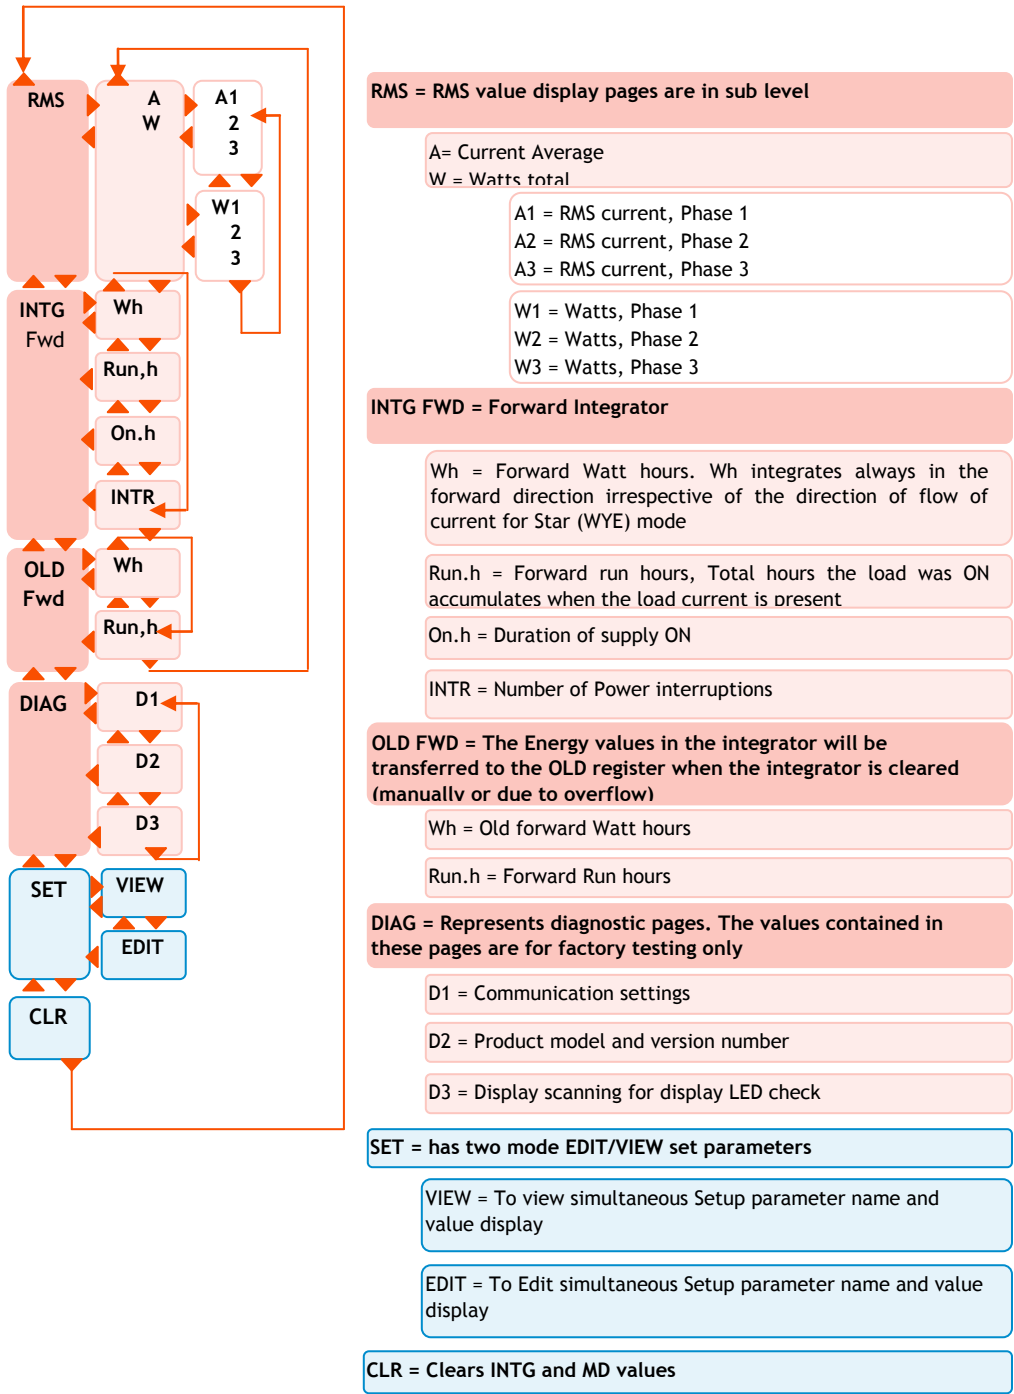 RMS
A
W
A1
2
3
W1
2
3
INTG
Fwd
Wh
Run,h
On.h
INTR
OLD
Fwd
Wh
Run,h
DIAG
D1
D2
D3
SET
VIEW
EDIT
CLR
RMS = RMS value display pages are in sub level
A= Current Average
W = Watts total
A1 = RMS current, Phase 1
A2 = RMS current, Phase 2
A3 = RMS current, Phase 3
W1 = Watts, Phase 1
W2 = Watts, Phase 2
W3 = Watts, Phase 3
INTG FWD = Forward Integrator
Wh = Forward Watt hours. Wh integrates always in the
forward direction irrespective of the direction of flow of
current for Star (WYE) mode
Run.h = Forward run hours, Total hours the load was ON
accumulates when the load current is present
On.h = Duration of supply ON
INTR = Number of Power interruptions
OLD FWD = The Energy values in the integrator will be
transferred to the OLD register when the integrator is cleared
(manually or due to overflow)
Wh = Old forward Watt hours
Run.h = Forward Run hours
DIAG = Represents diagnostic pages. The values contained in
these pages are for factory testing only
D1 = Communication settings
D2 = Product model and version number
D3 = Display scanning for display LED check
SET = has two mode EDIT/VIEW set parameters
VIEW = To view simultaneous Setup parameter name and
value display
EDIT = To Edit simultaneous Setup parameter name and value
display
CLR = Clears INTG and MD values